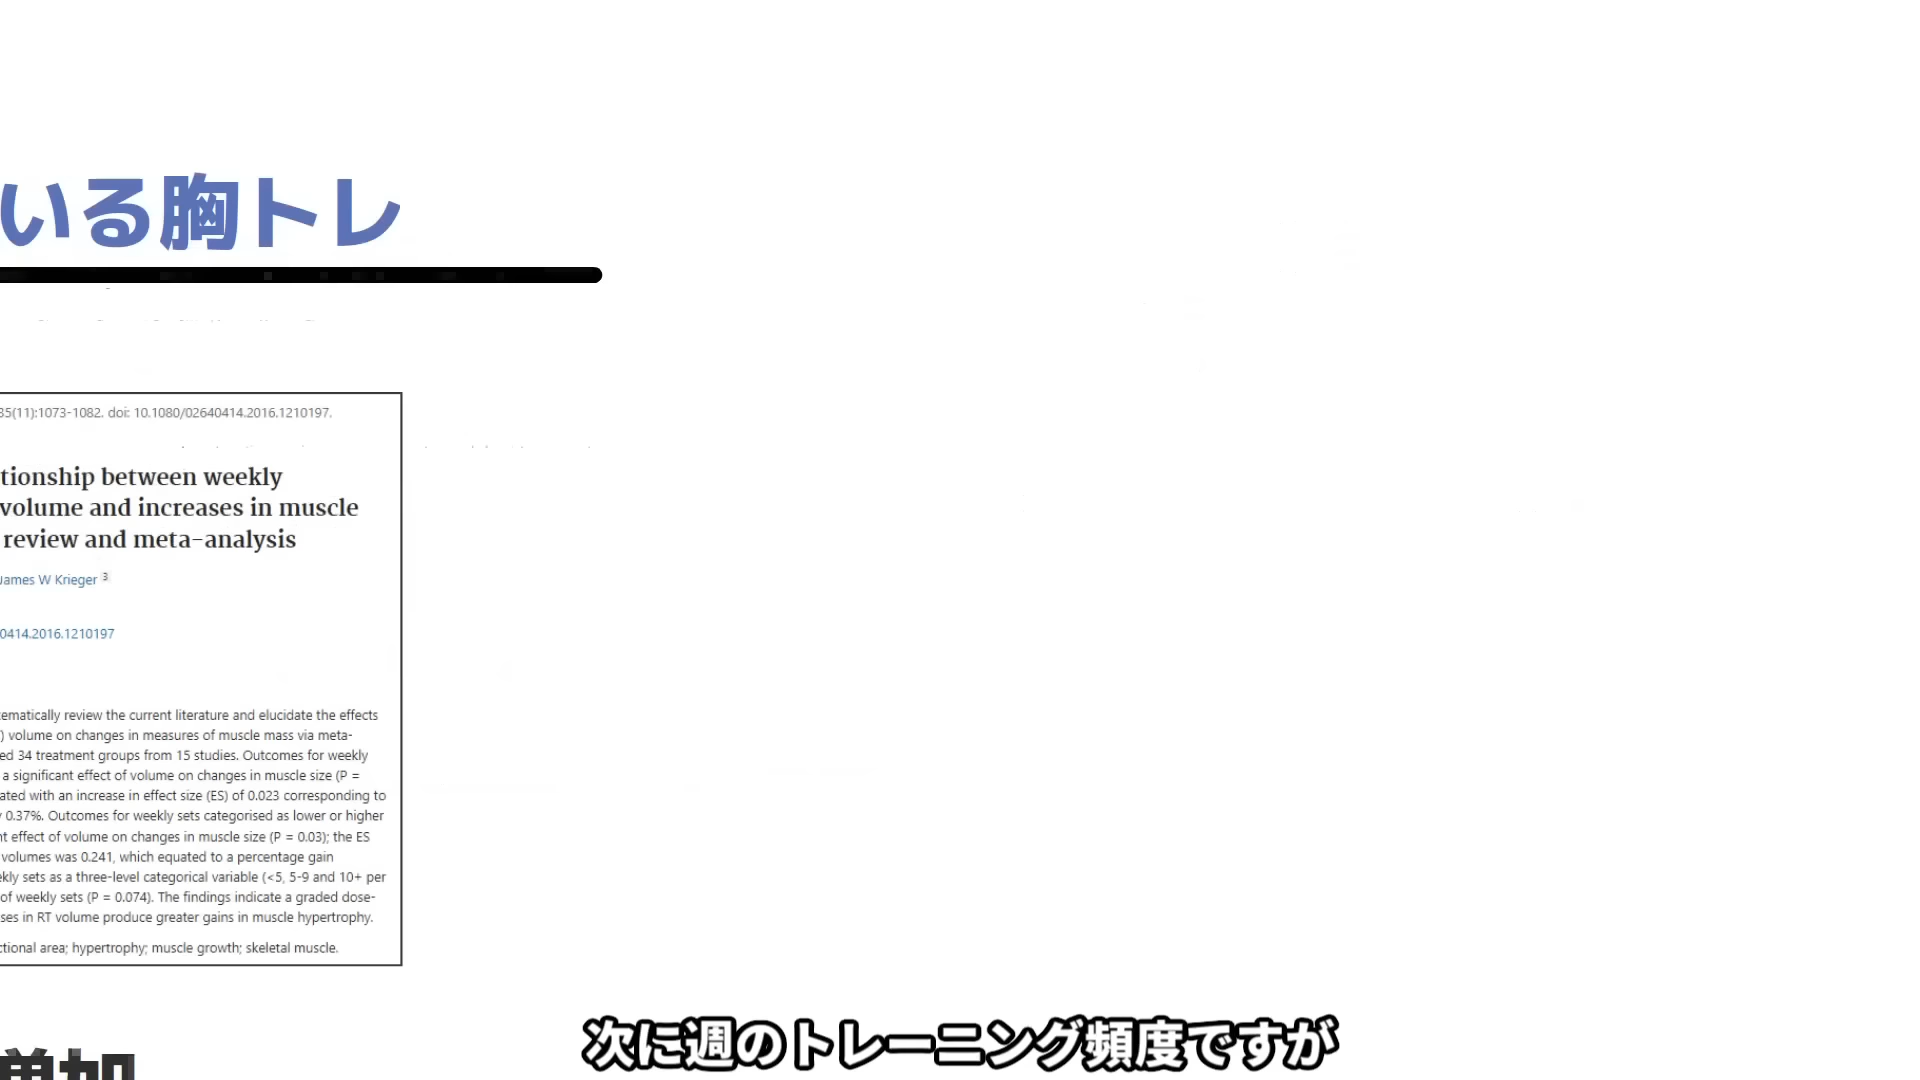 いる胸トレ
35(11):1073-1082. doi: 10.1080/02640414.2016.1210197.
tionship between weekly
volume and increases in muscle
review and meta-analysis
James W Krieger 3
0414.2016.1210197
ematically review the current literature and elucidate the effects
) volume on changes in measures of muscle mass via meta-
ed 34 treatment groups from 15 studies. Outcomes for weekly
a significant effect of volume on changes in muscle size (P =
ated with an increase in effect size (ES) of 0.023 corresponding to
0.37%. Outcomes for weekly sets categorised as lower or higher
nt effect of volume on changes in muscle size (P = 0.03); the ES
volumes was 0.241, which equated to a percentage gain
ekly sets as a three-level categorical variable (<5, 5-9 and 10+ per
of weekly sets (P = 0.074). The findings indicate a graded dose-
ses in RT volume produce greater gains in muscle hypertrophy.
ctional area; hypertrophy; muscle growth; skeletal muscle.
増加
次に週のトレーニング頻度ですが